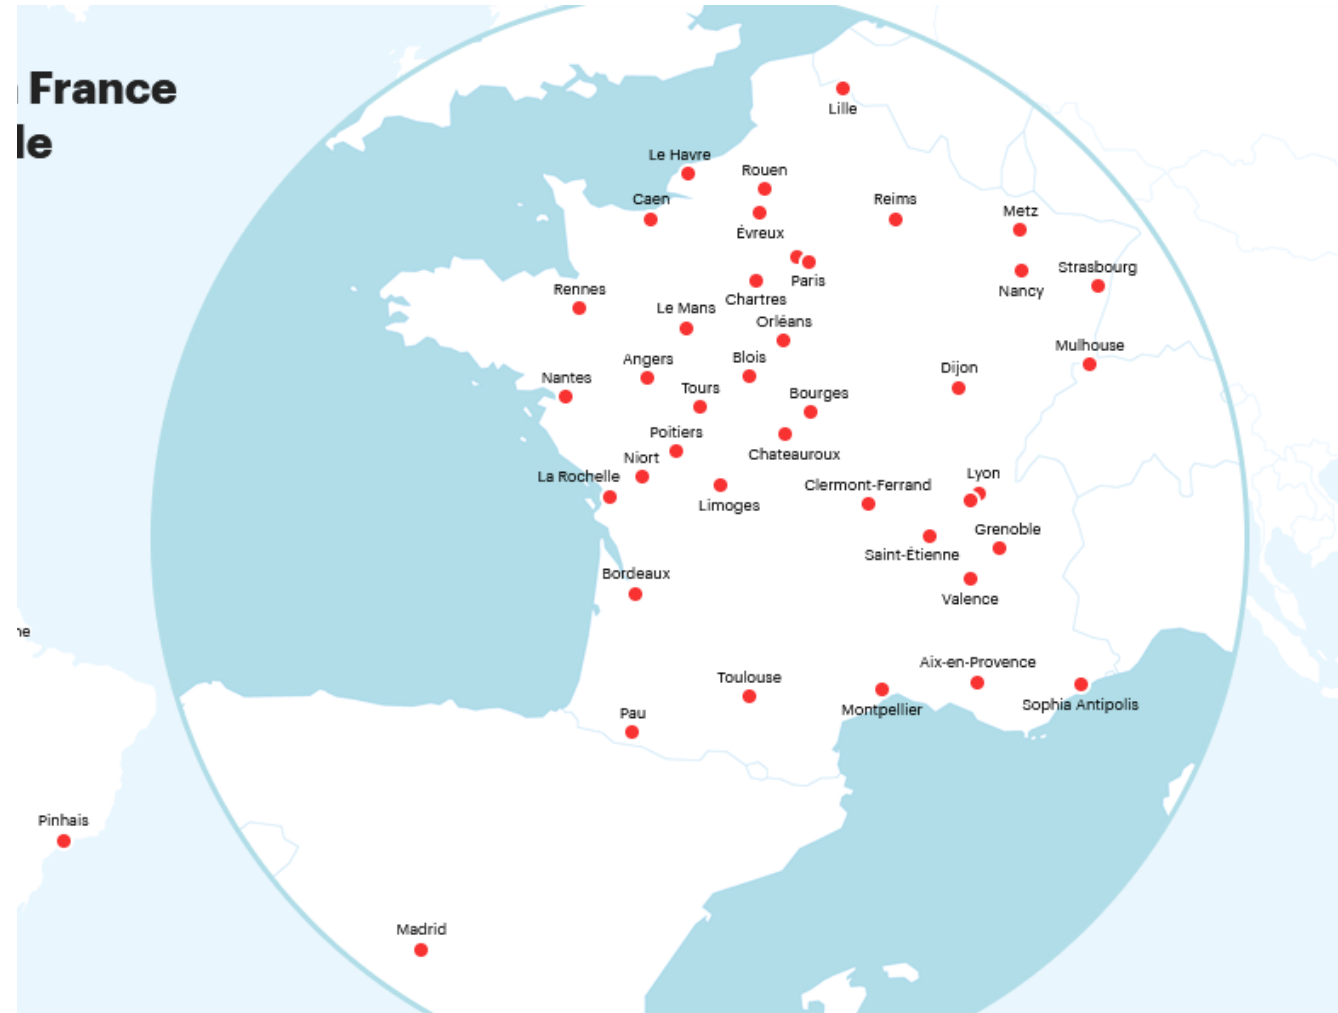 France
le
Lille
Le Havre
Rouen
Caen
Reims
Metz
Évreux
Strasbourg
Paris
Nancy
Rennes
Chartres
Le Mans
Orléans
Mulhouse
Angers
Blois
Dijon
Nantes
Tours
Bourges
Poitiers
Chateauroux
Niort
La Rochelle
Lyon
Clermont-Ferrand
Limoges
Grenoble
Saint-Étienne
Bordeaux
Valence
ne
Aix-en-Provence
Toulouse
Sophia Antipolis
Montpellier
Pau
Pinhais
Madrid